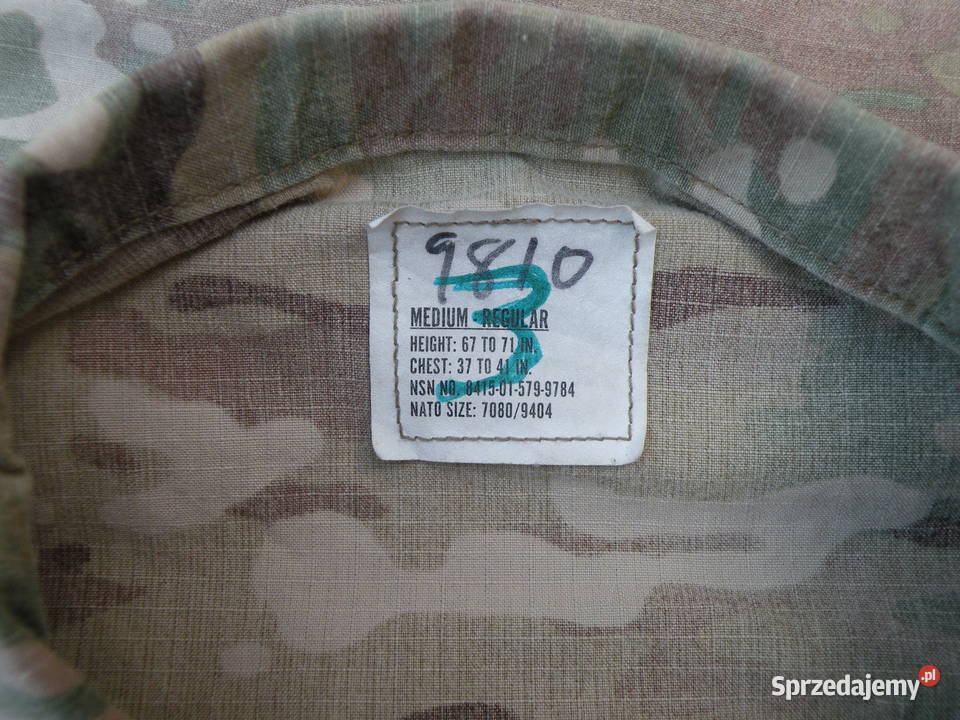 9810
3
MEDIUM - REGULAR
HEIGHT: 67 TO 71 IN.
CHEST: 37 TO 41 IN.
NSN NO. 8415-01-579-9784
NATO SIZE: 7080/9404
Sprzedajemy.pl